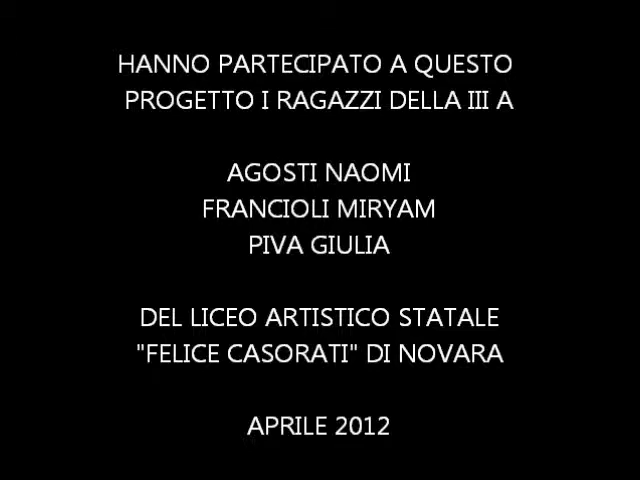 HANNO PARTECIPATO A QUESTO
PROGETTO I RAGAZZI DELLA III A
AGOSTI NAOMI
FRANCIOLI MIRYAM
PIVA GIULIA
DEL LICEO ARTISTICO STATALE
"FELICE CASORATI" DI NOVARA
APRILE 2012